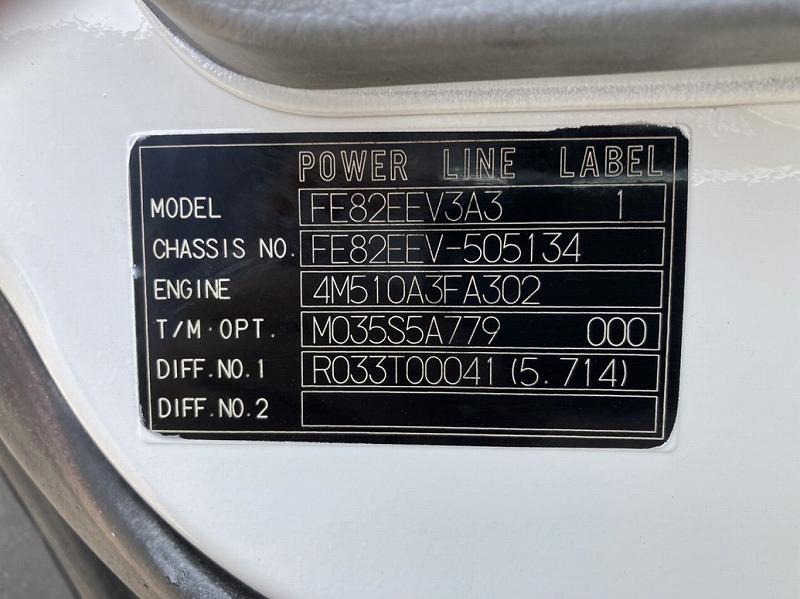 POWER LINE LABEL
MODEL FE82EEV3A3 1
CHASSIS NO. FE82EEV-505134
ENGINE 4M510A3FA302
T/M·OPT. M035S5A779 000
DIFF.NO.1 R033T00041 (5.714)
DIFF.NO.2